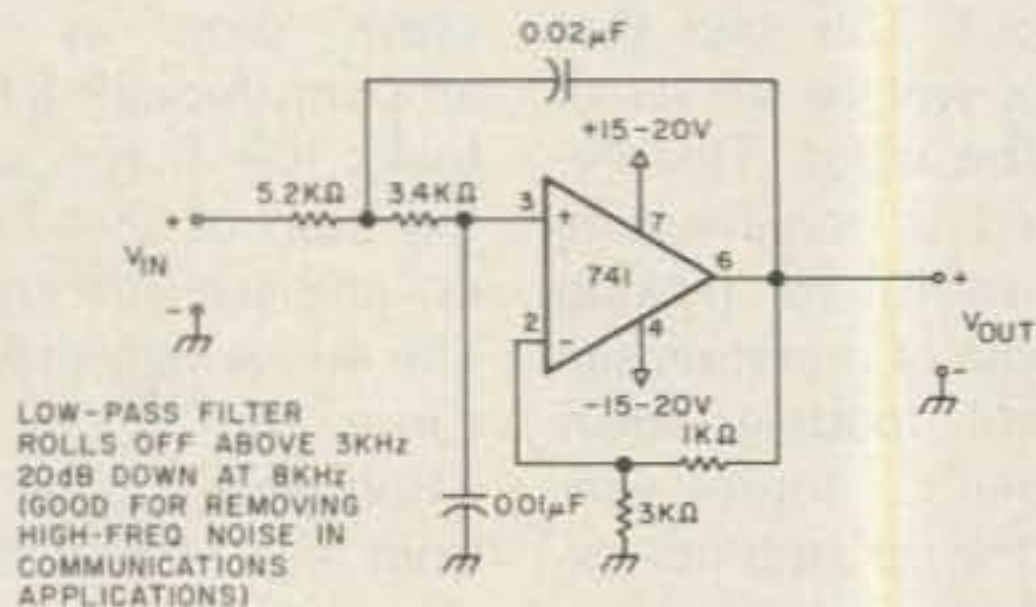 0.02µF
+15-20V
5.2KΩ
3.4KΩ
+
3
+
7
VIN
741
6
+
-
2
-
4
VOUT
-
-15-20V
1KΩ
LOW-PASS FILTER
ROLLS OFF ABOVE 3KHz
20dB DOWN AT 8KHz
(GOOD FOR REMOVING
HIGH-FREQ NOISE IN
COMMUNICATIONS
APPLICATIONS)
0.01µF
3KΩ